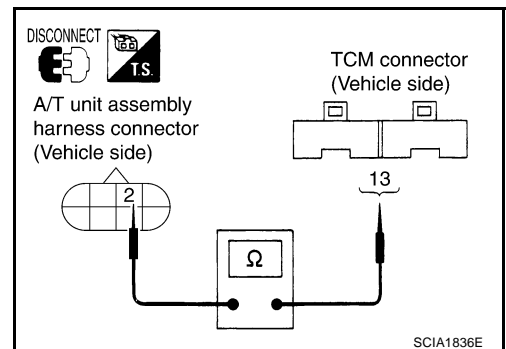 DISCONNECT
T.S.
A/T unit assembly
harness connector
(Vehicle side)
2
TCM connector
(Vehicle side)
13
Ω
SCIA1836E